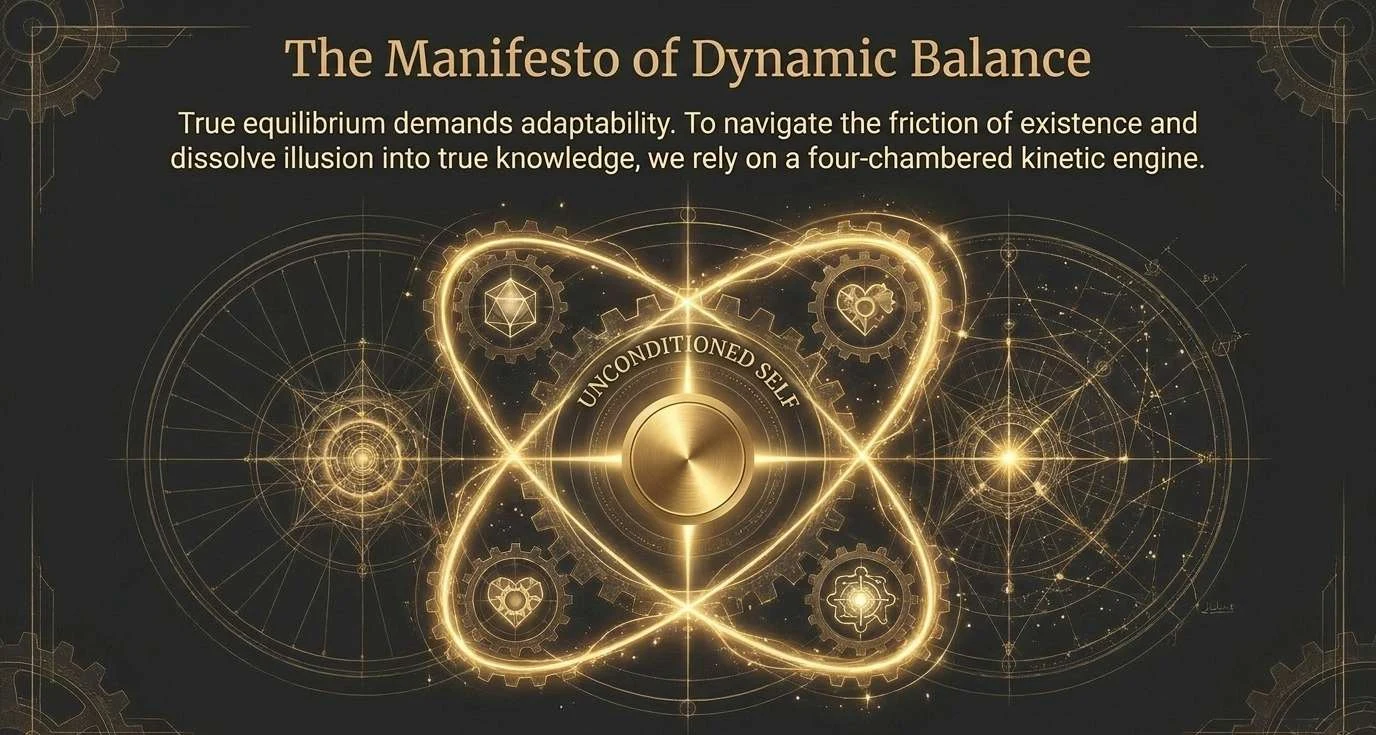 The Manifesto of Dynamic Balance
True equilibrium demands adaptability. To navigate the friction of existence and
dissolve illusion into true knowledge, we rely on a four-chambered kinetic engine.
UNCONDITIONED SELF